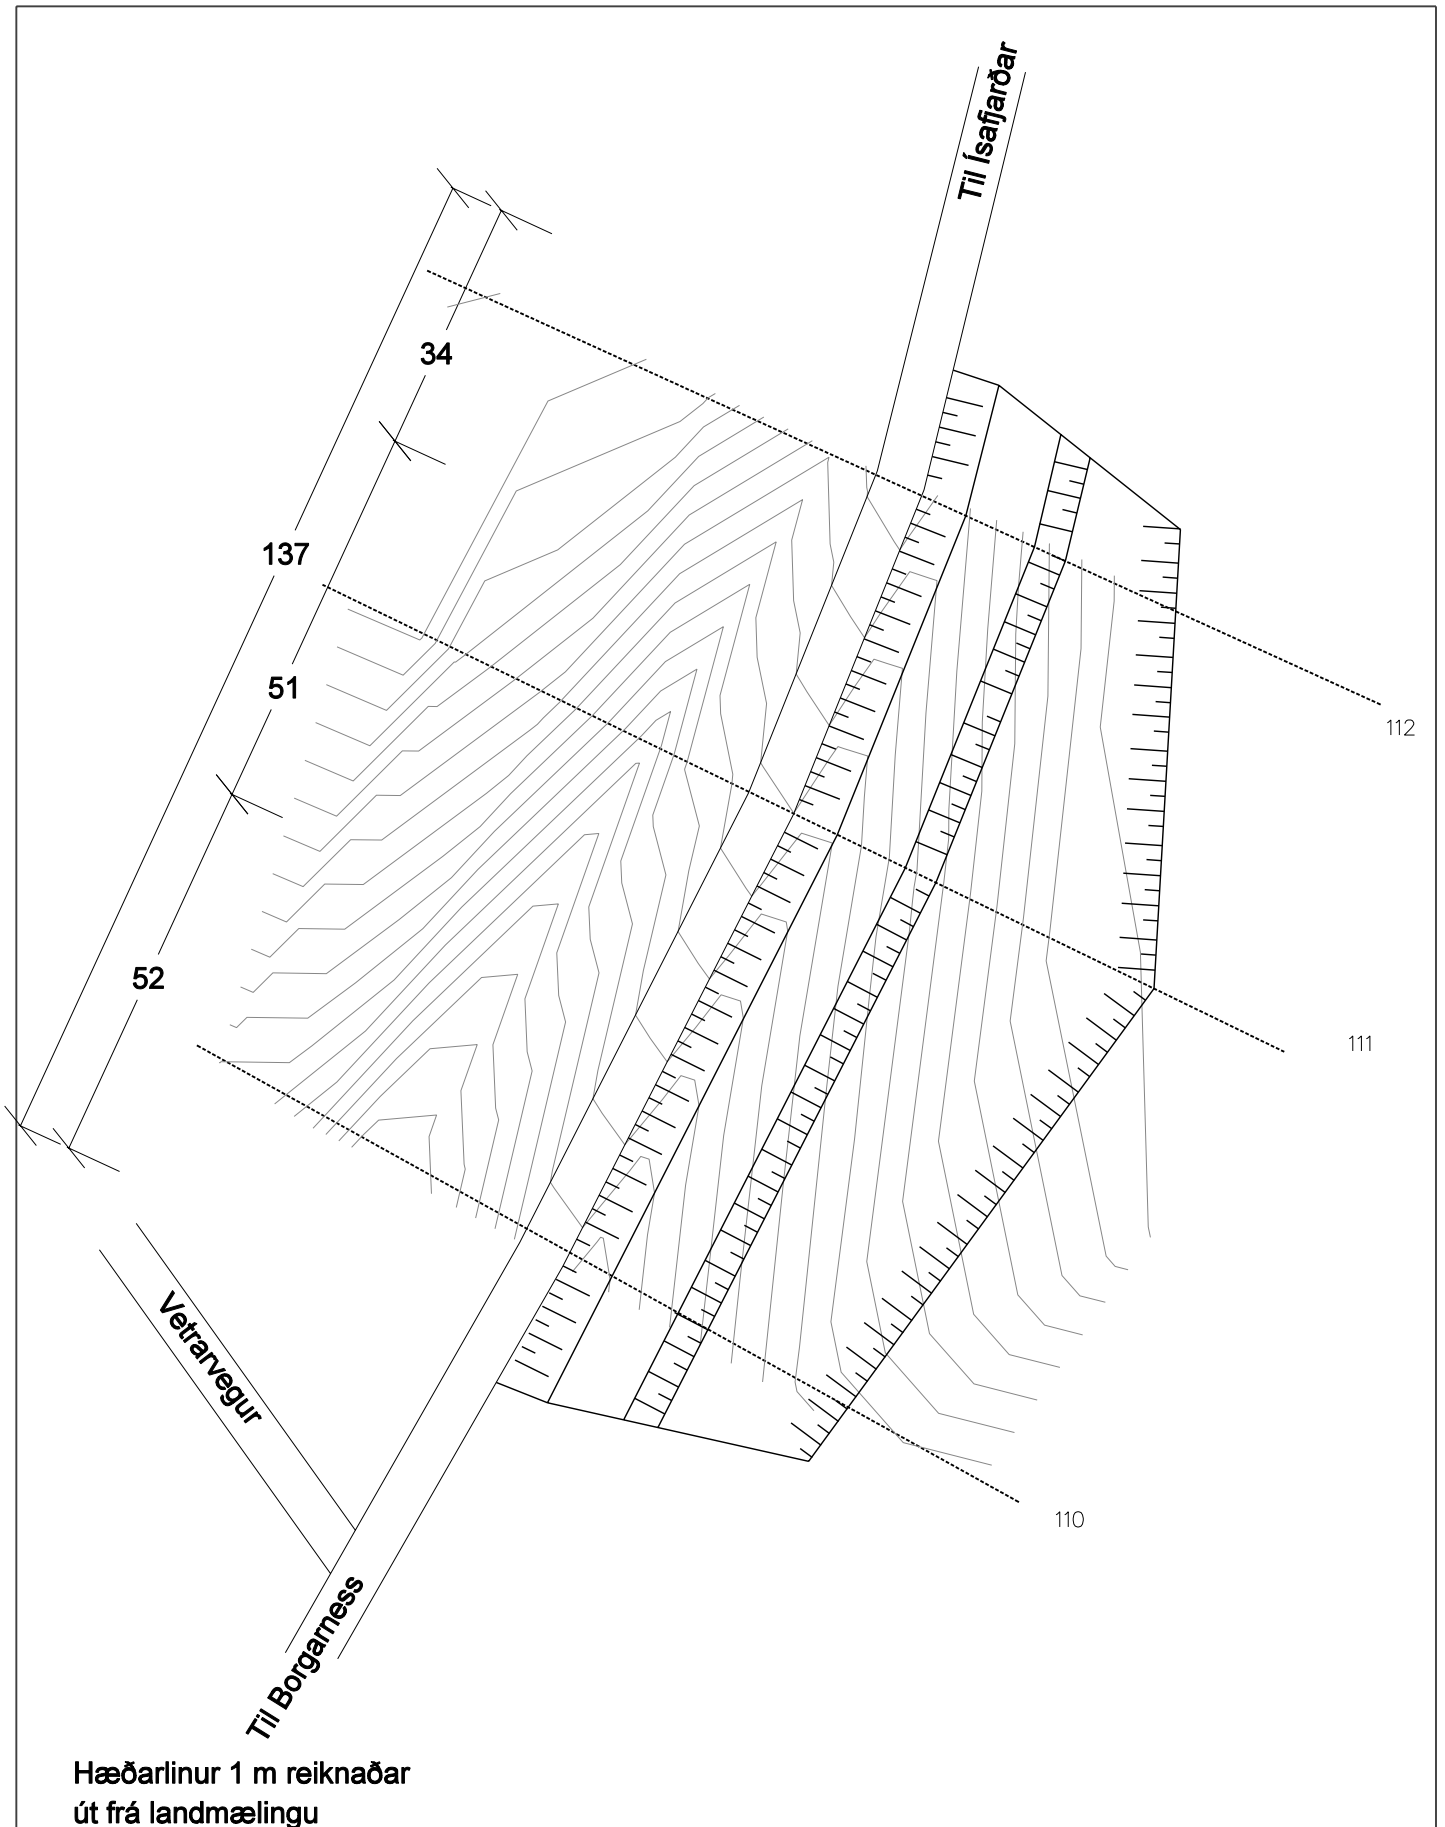 Til Ísafjarðar
34
137
51
52
112
111
110
Vetrarvegur
Til Borgarness
Hæðarlinur 1 m reiknaðar
út frá landmælingu